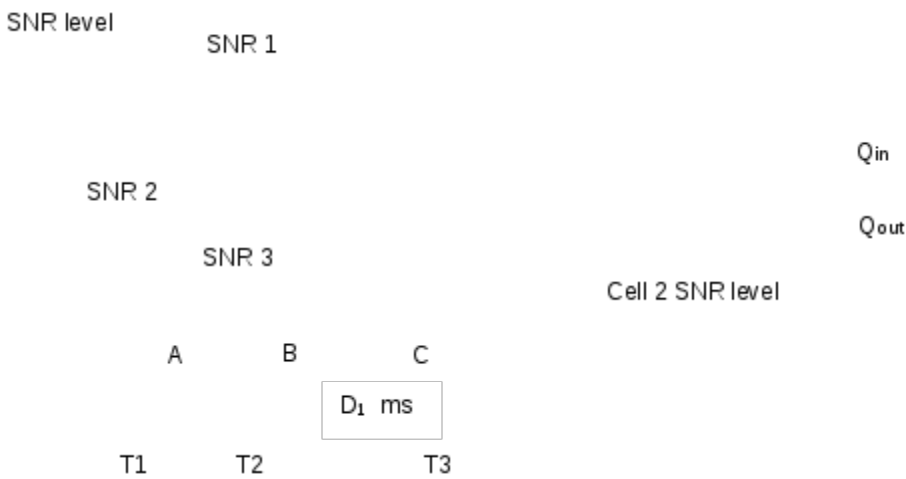 SNR level
SNR 1
Qin
SNR 2
Qout
SNR 3
Cell 2 SNR level
A B C
D1 ms
T1 T2 T3